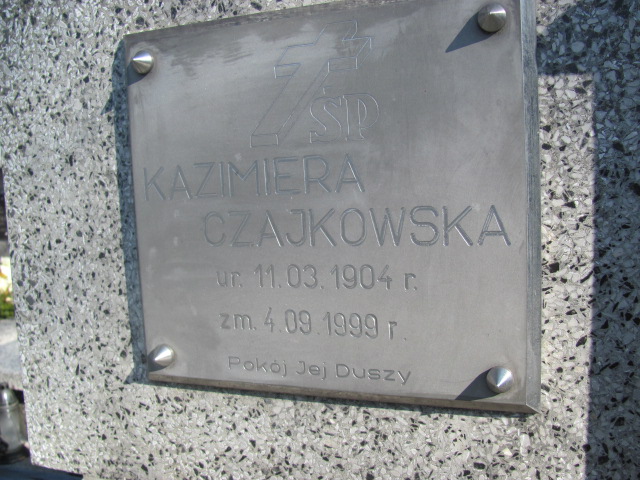 ŚP
KAZIMIERA
CZAJKOWSKA
ur. 11.03.1904 r.
zm. 4.09.1999 r.
Pokój Jej Duszy